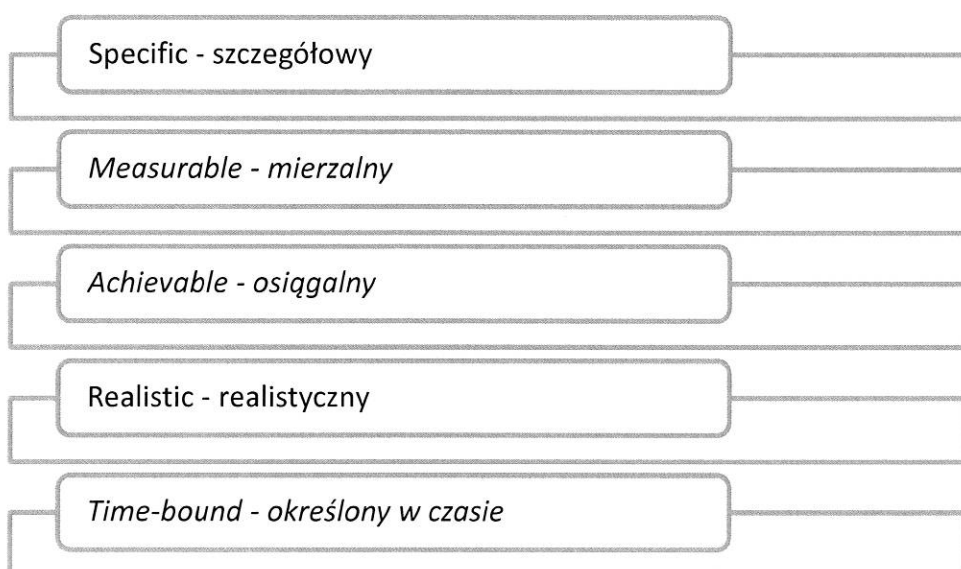 Specific - szczegółowy
Measurable - mierzalny
Achievable - osiągalny
Realistic - realistyczny
Time-bound - określony w czasie